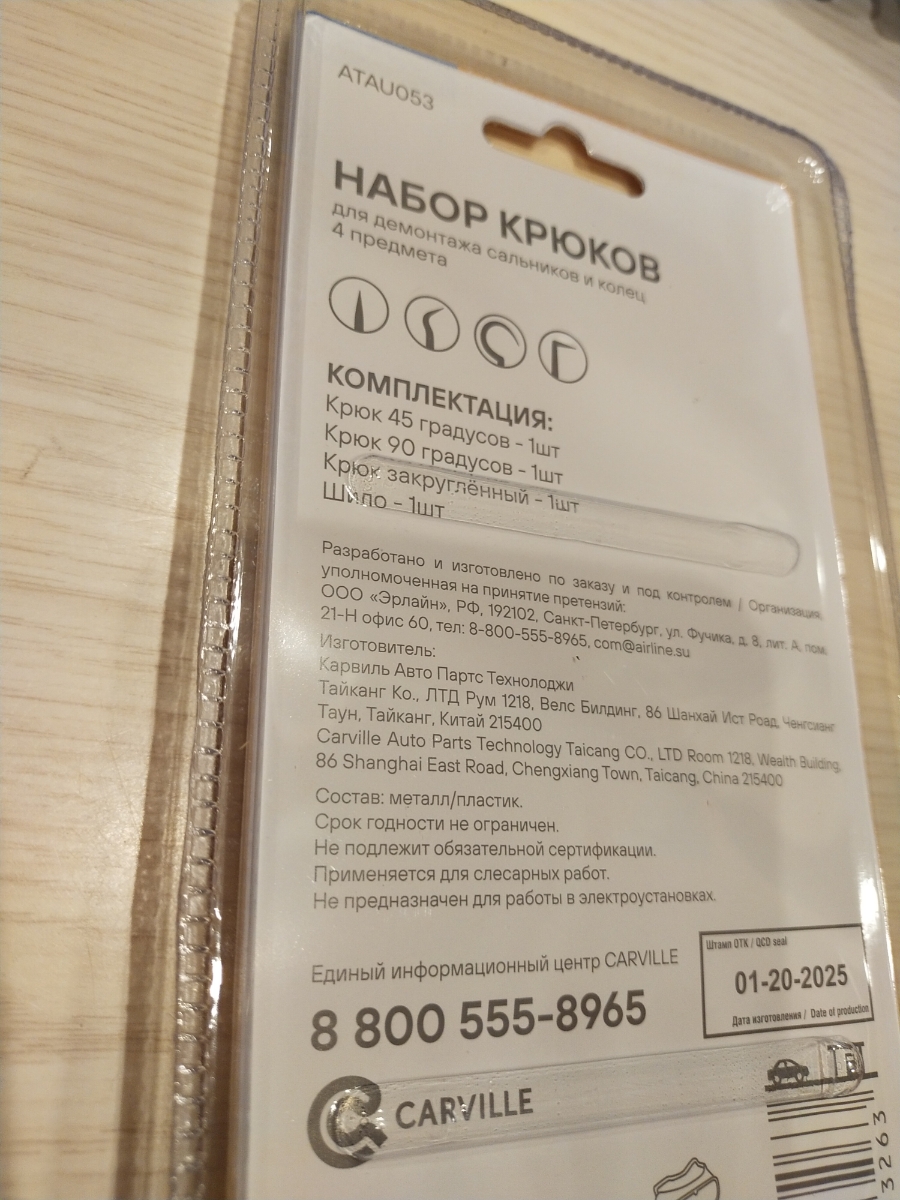 ATAU053
НАБОР КРЮКОВ
для демонтажа сальников и колец
4 предмета
КОМПЛЕКТАЦИЯ:
Крюк 45 градусов - 1шт
Крюк 90 градусов - 1шт
Крюк закруглённый - 1шт
Шило - 1шт
Разработано и изготовлено по заказу и под контролем / Организация,
уполномоченная на принятие претензий:
ООО «Эрлайн», РФ, 192102, Санкт-Петербург, ул. Фучика, д. 8, лит. А, пом.
21-Н офис 60, тел: 8-800-555-8965, com@airline.su
Изготовитель:
Карвиль Авто Партс Технолоджи
Тайканг Ко., ЛТД Рум 1218, Велс Билдинг, 86 Шанхай Ист Роад, Ченгсианг
Таун, Тайканг, Китай 215400
Carville Auto Parts Technology Taicang CO., LTD Room 1218, Wealth Building,
86 Shanghai East Road, Chengxiang Town, Taicang, China 215400
Состав: металл/пластик.
Срок годности не ограничен.
Не подлежит обязательной сертификации.
Применяется для слесарных работ.
Не предназначен для работы в электроустановках.
Единый информационный центр CARVILLE
8 800 555-8965
Штамп ОТК / QCD seal
01-20-2025
Дата изготовления / Date of production
CARVILLE
3263